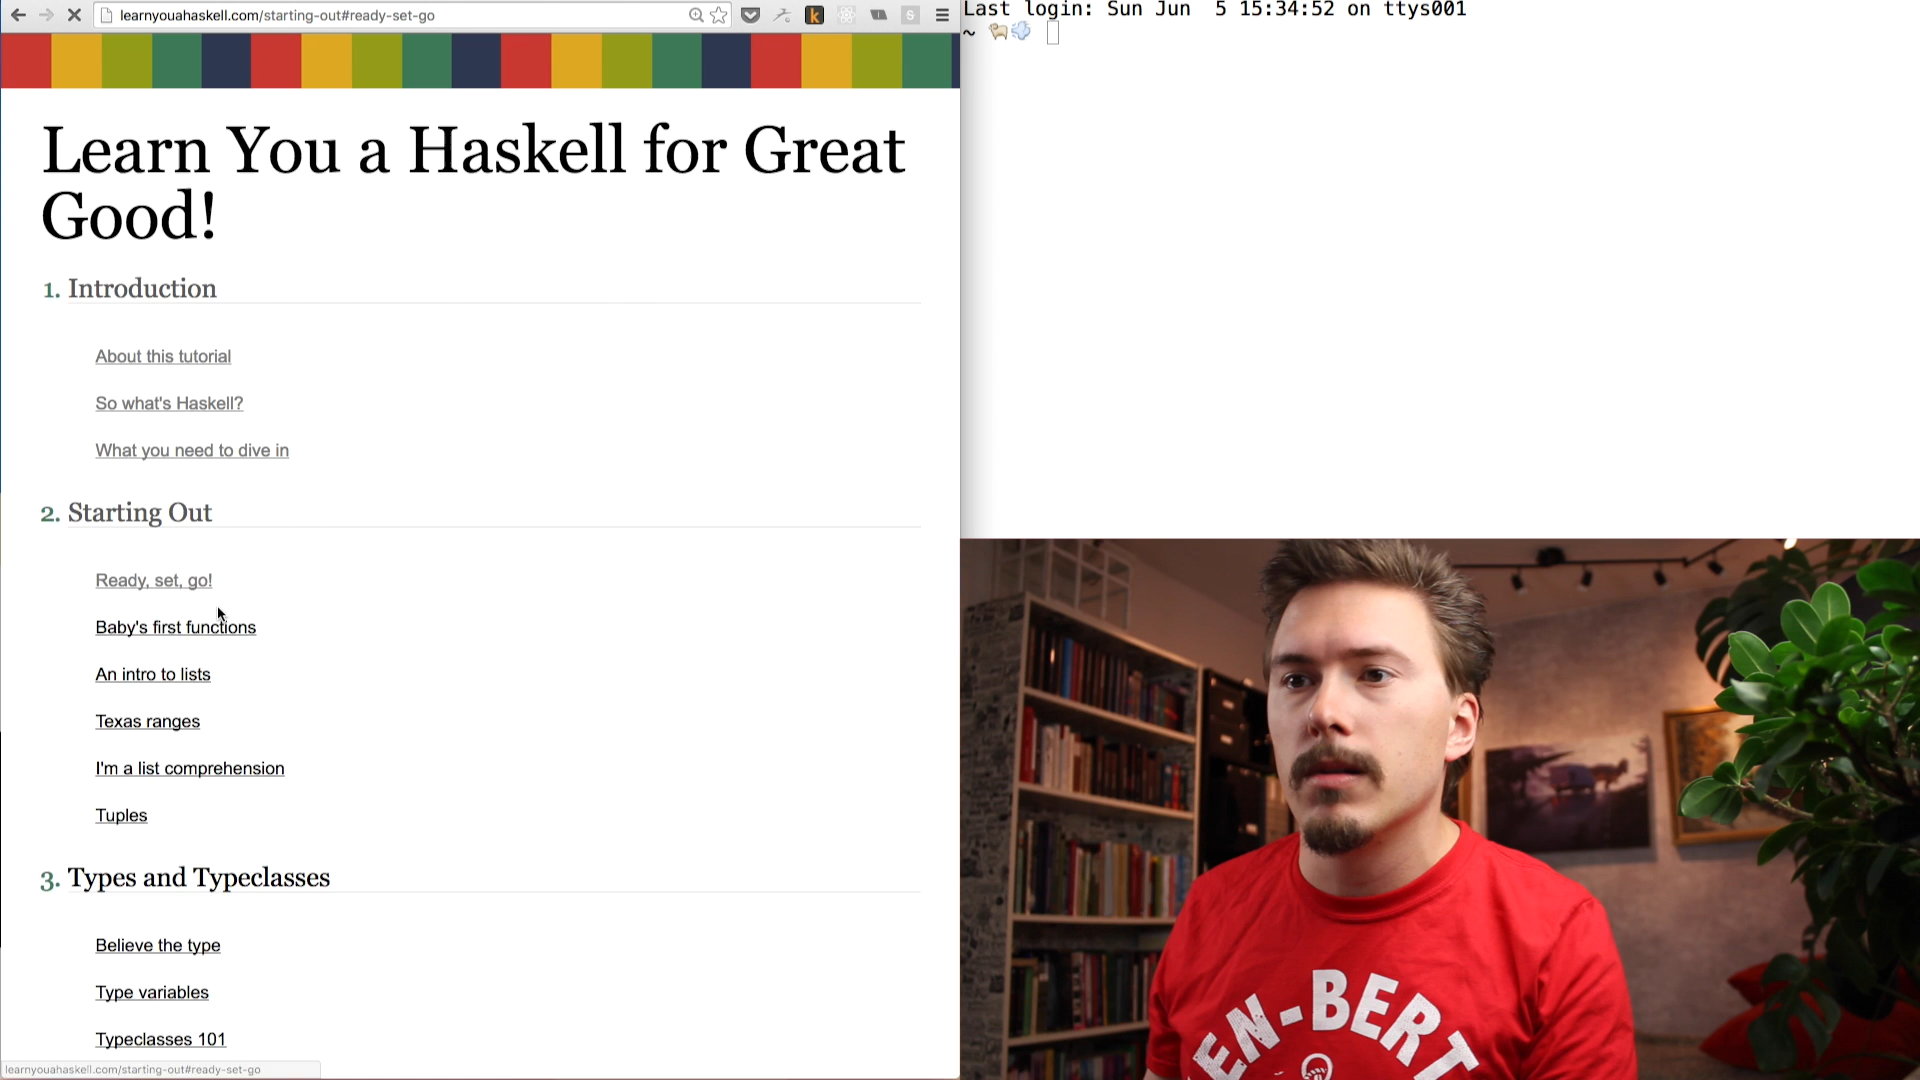 learnyouahaskell.com/starting-out#ready-set-go
Learn You a Haskell for Great
Good!
1. Introduction
About this tutorial
So what's Haskell?
What you need to dive in
2. Starting Out
Ready, set, go!
Baby's first functions
An intro to lists
Texas ranges
I'm a list comprehension
Tuples
3. Types and Typeclasses
Believe the type
Type variables
Typeclasses 101
learnyouahaskell.com/starting-out#ready-set-go
Last login: Sun Jun  5 15:34:52 on ttys001
~
EN-BERT